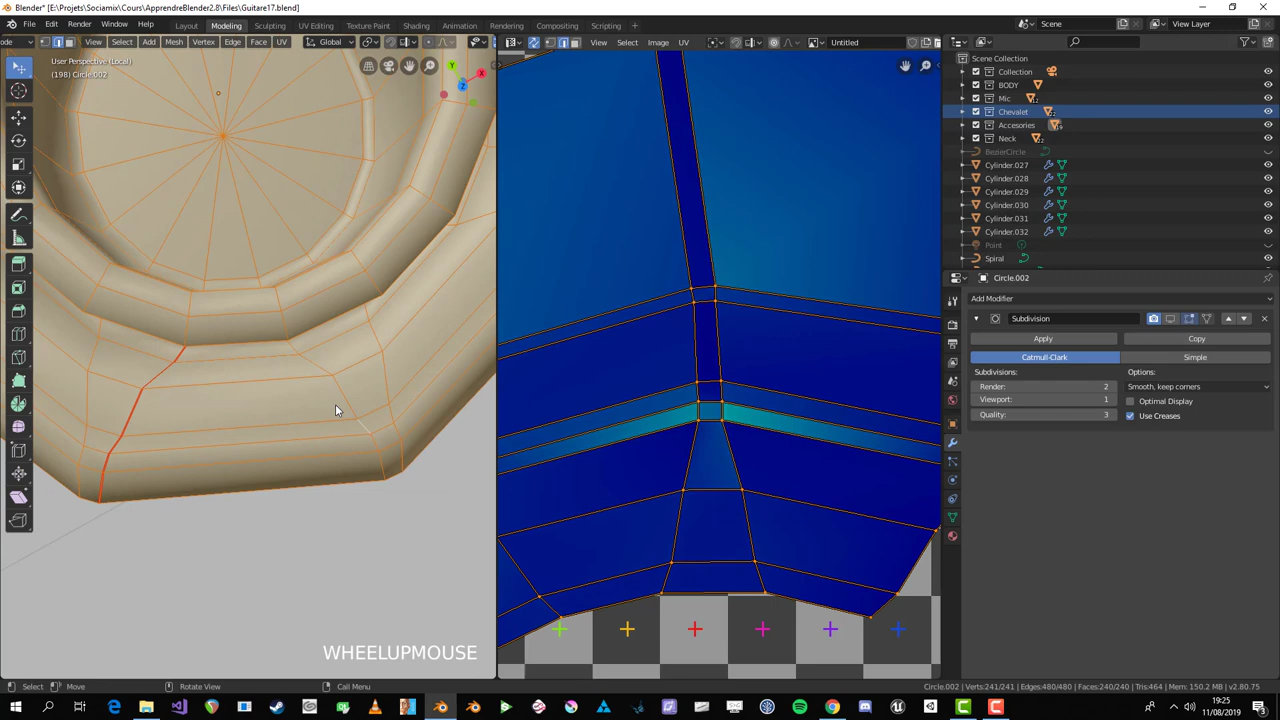 Blender* [E:\Projets\Sociamix\Cours\ApprendreBlender2.8\Files\Guitare17.blend]
File Edit Render Window Help Layout Modeling Sculpting UV Editing Texture Paint Shading Animation Rendering Compositing Scripting + Scene View Layer
View Select Add Mesh Vertex Edge Face UV Global View Select Image UV Untitled
User Perspective (Local)
(198) Circle.002
Y X Z
Scene Collection
Collection
BODY
Mic
Chevalet
Accesories
Neck
BezierCircle
Cylinder.027
Cylinder.028
Cylinder.029
Cylinder.030
Cylinder.031
Cylinder.032
Point
Spiral
Circle.002
Add Modifier
Subdivision
Apply Copy
Catmull-Clark Simple
Subdivisions: Options:
Render: 2 Smooth, keep corners
Viewport: 1 Optimal Display
Quality: 3 Use Creases
WHEELUPMOUSE
Select Move Rotate View Call Menu Circle.002 | Verts:241/241 | Edges:480/480 | Faces:240/240 | Tris:464 | Mem: 150.2 MB | v2.80.75
19:25
11/08/2019